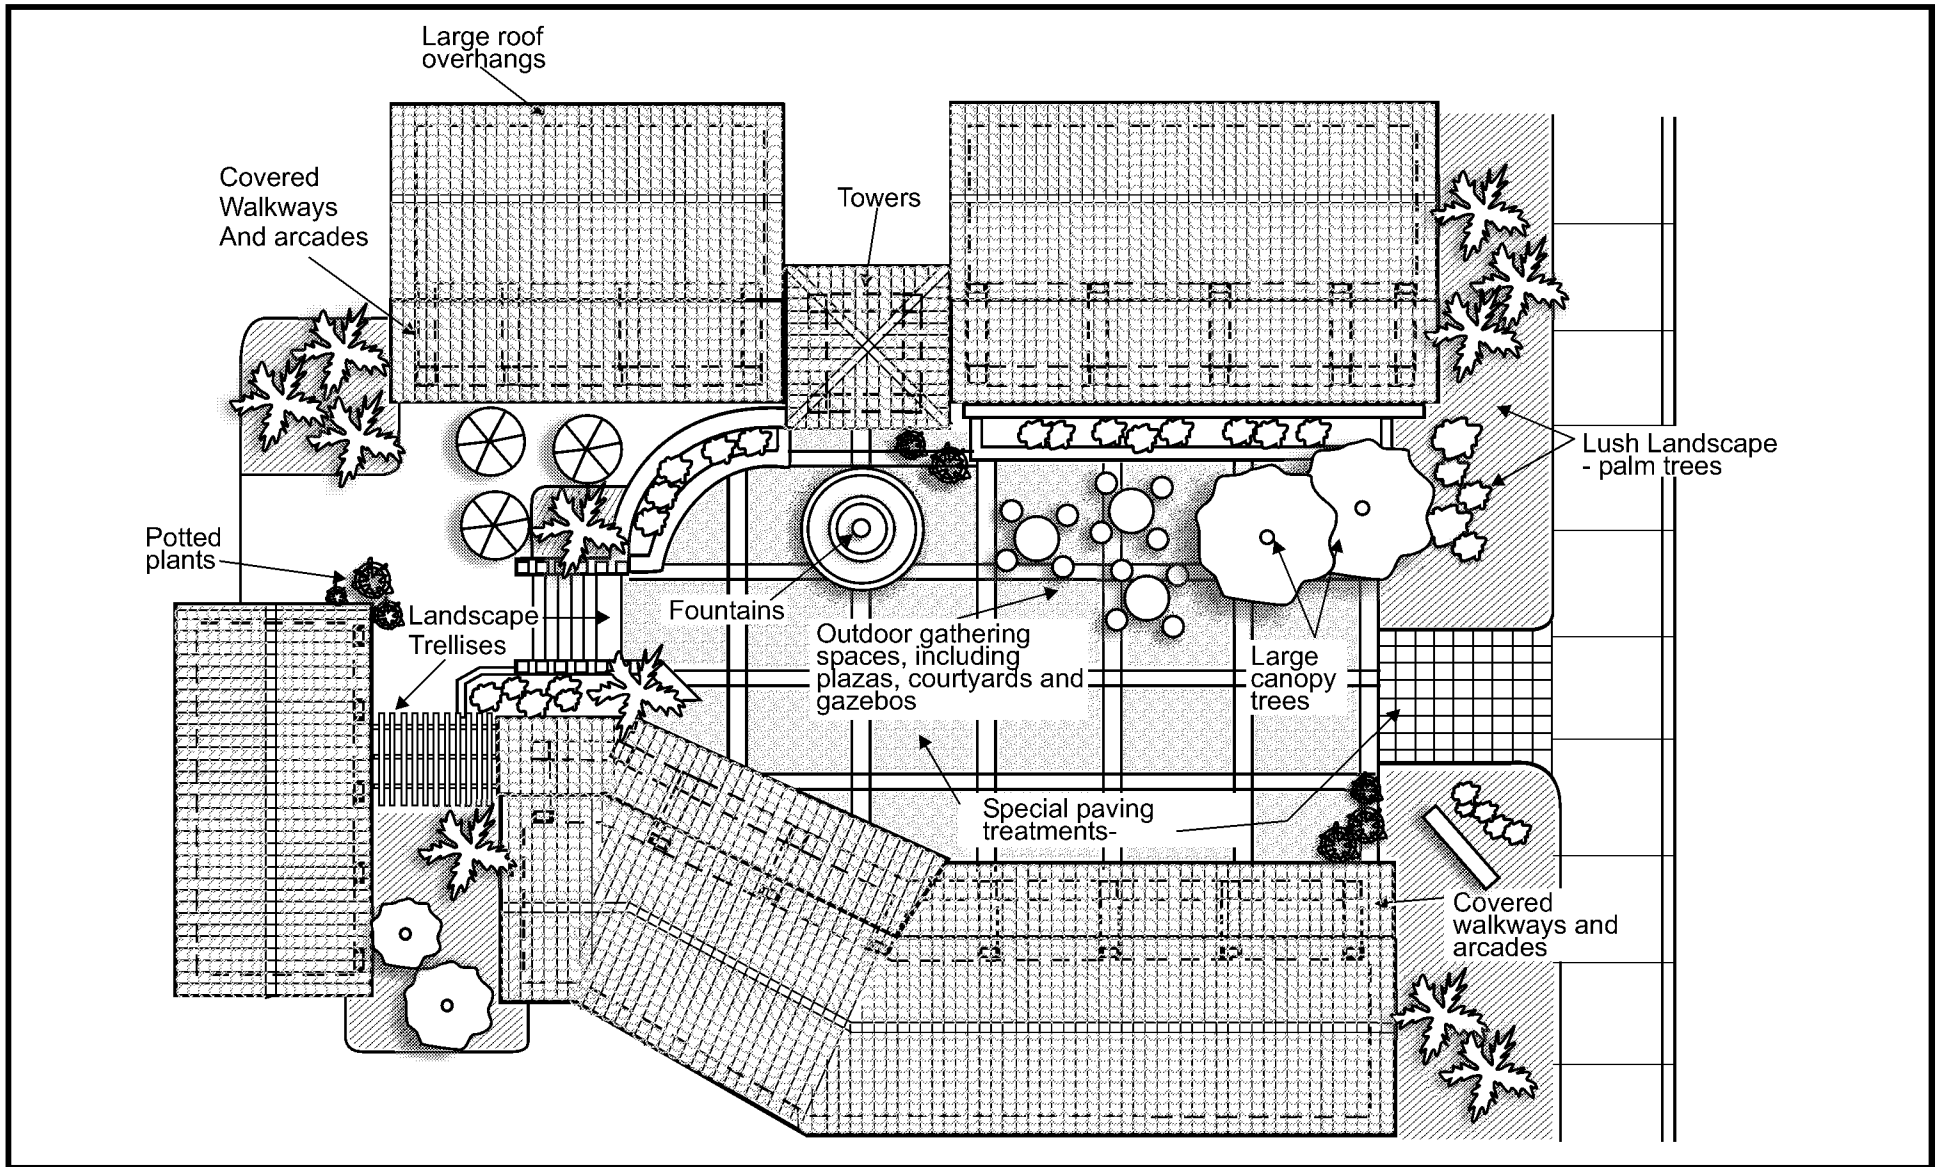 Large roof
overhangs
Covered
Walkways
And arcades
Towers
Lush Landscape
- palm trees
Potted
plants
Landscape
Trellises
Fountains
Outdoor gathering
spaces, including
plazas, courtyards and
gazebos
Large
canopy
trees
Special paving
treatments-
Covered
walkways and
arcades